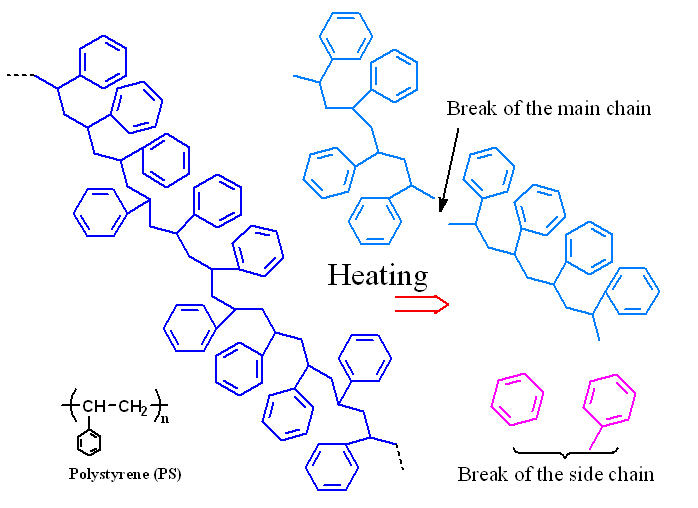 Break of the main chain
Heating
( CH — CH2 )n
Polystyrene (PS)
Break of the side chain